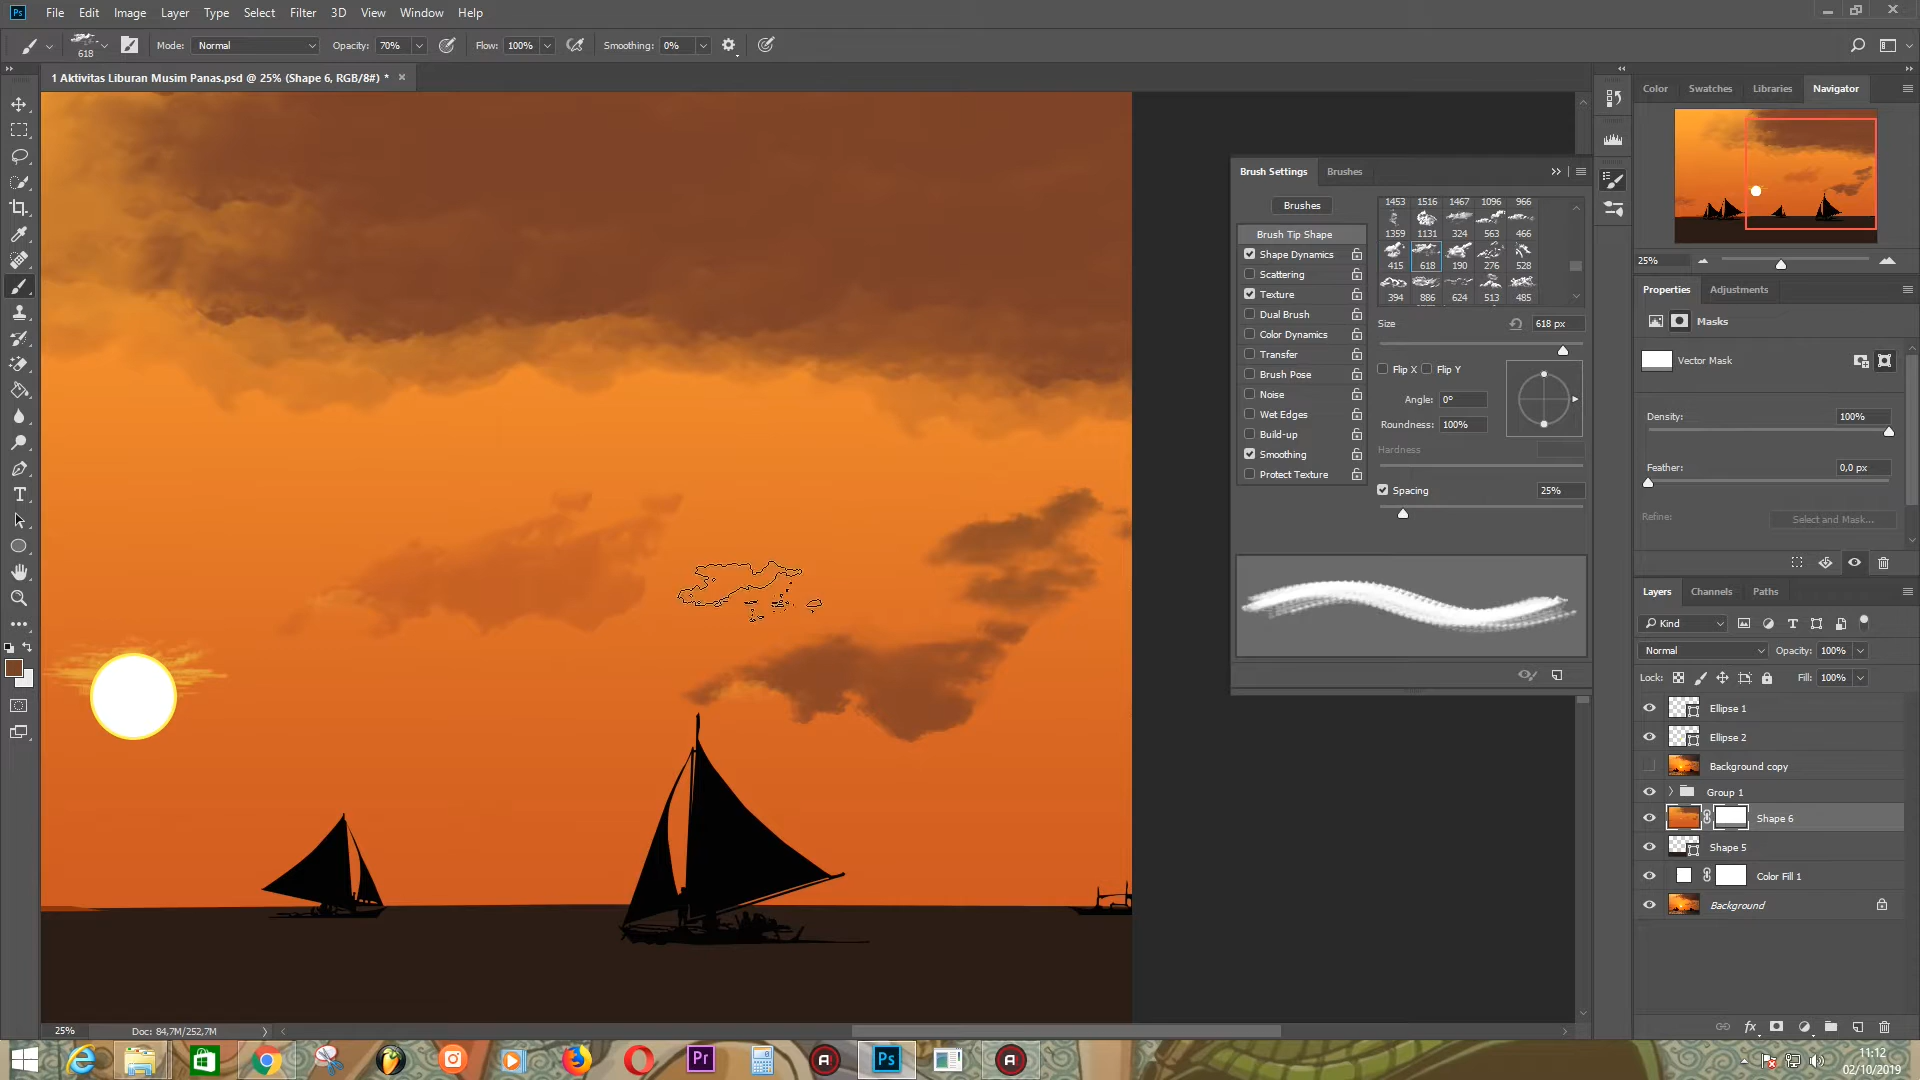 Ps File Edit Image Layer Type Select Filter 3D View Window Help
618 Mode: Normal Opacity: 70% Flow: 100% Smoothing: 0%
1 Aktivitas Liburan Musim Panas.psd @ 25% (Shape 6, RGB/8#) * ×
Color Swatches Libraries Navigator
25%
Brush Settings Brushes
Brushes
1453 1516 1467 1096 966
1359 1131 324 563 466
415 618 190 276 528
394 886 624 513 485
Brush Tip Shape
Shape Dynamics
Scattering
Texture
Dual Brush
Color Dynamics
Transfer
Brush Pose
Noise
Wet Edges
Build-up
Smoothing
Protect Texture
Size 618 px
Flip X Flip Y
Angle: 0º
Roundness: 100%
Hardness
Spacing 25%
Properties Adjustments
Masks
Vector Mask
Density: 100%
Feather: 0,0 px
Refine: Select and Mask...
Layers Channels Paths
Kind
Normal Opacity: 100%
Lock: Fill: 100%
Ellipse 1
Ellipse 2
Background copy
Group 1
Shape 6
Shape 5
Color Fill 1
Background
25% Doc: 84,7M/252,7M
Pr Ps
11:12
02/10/2019